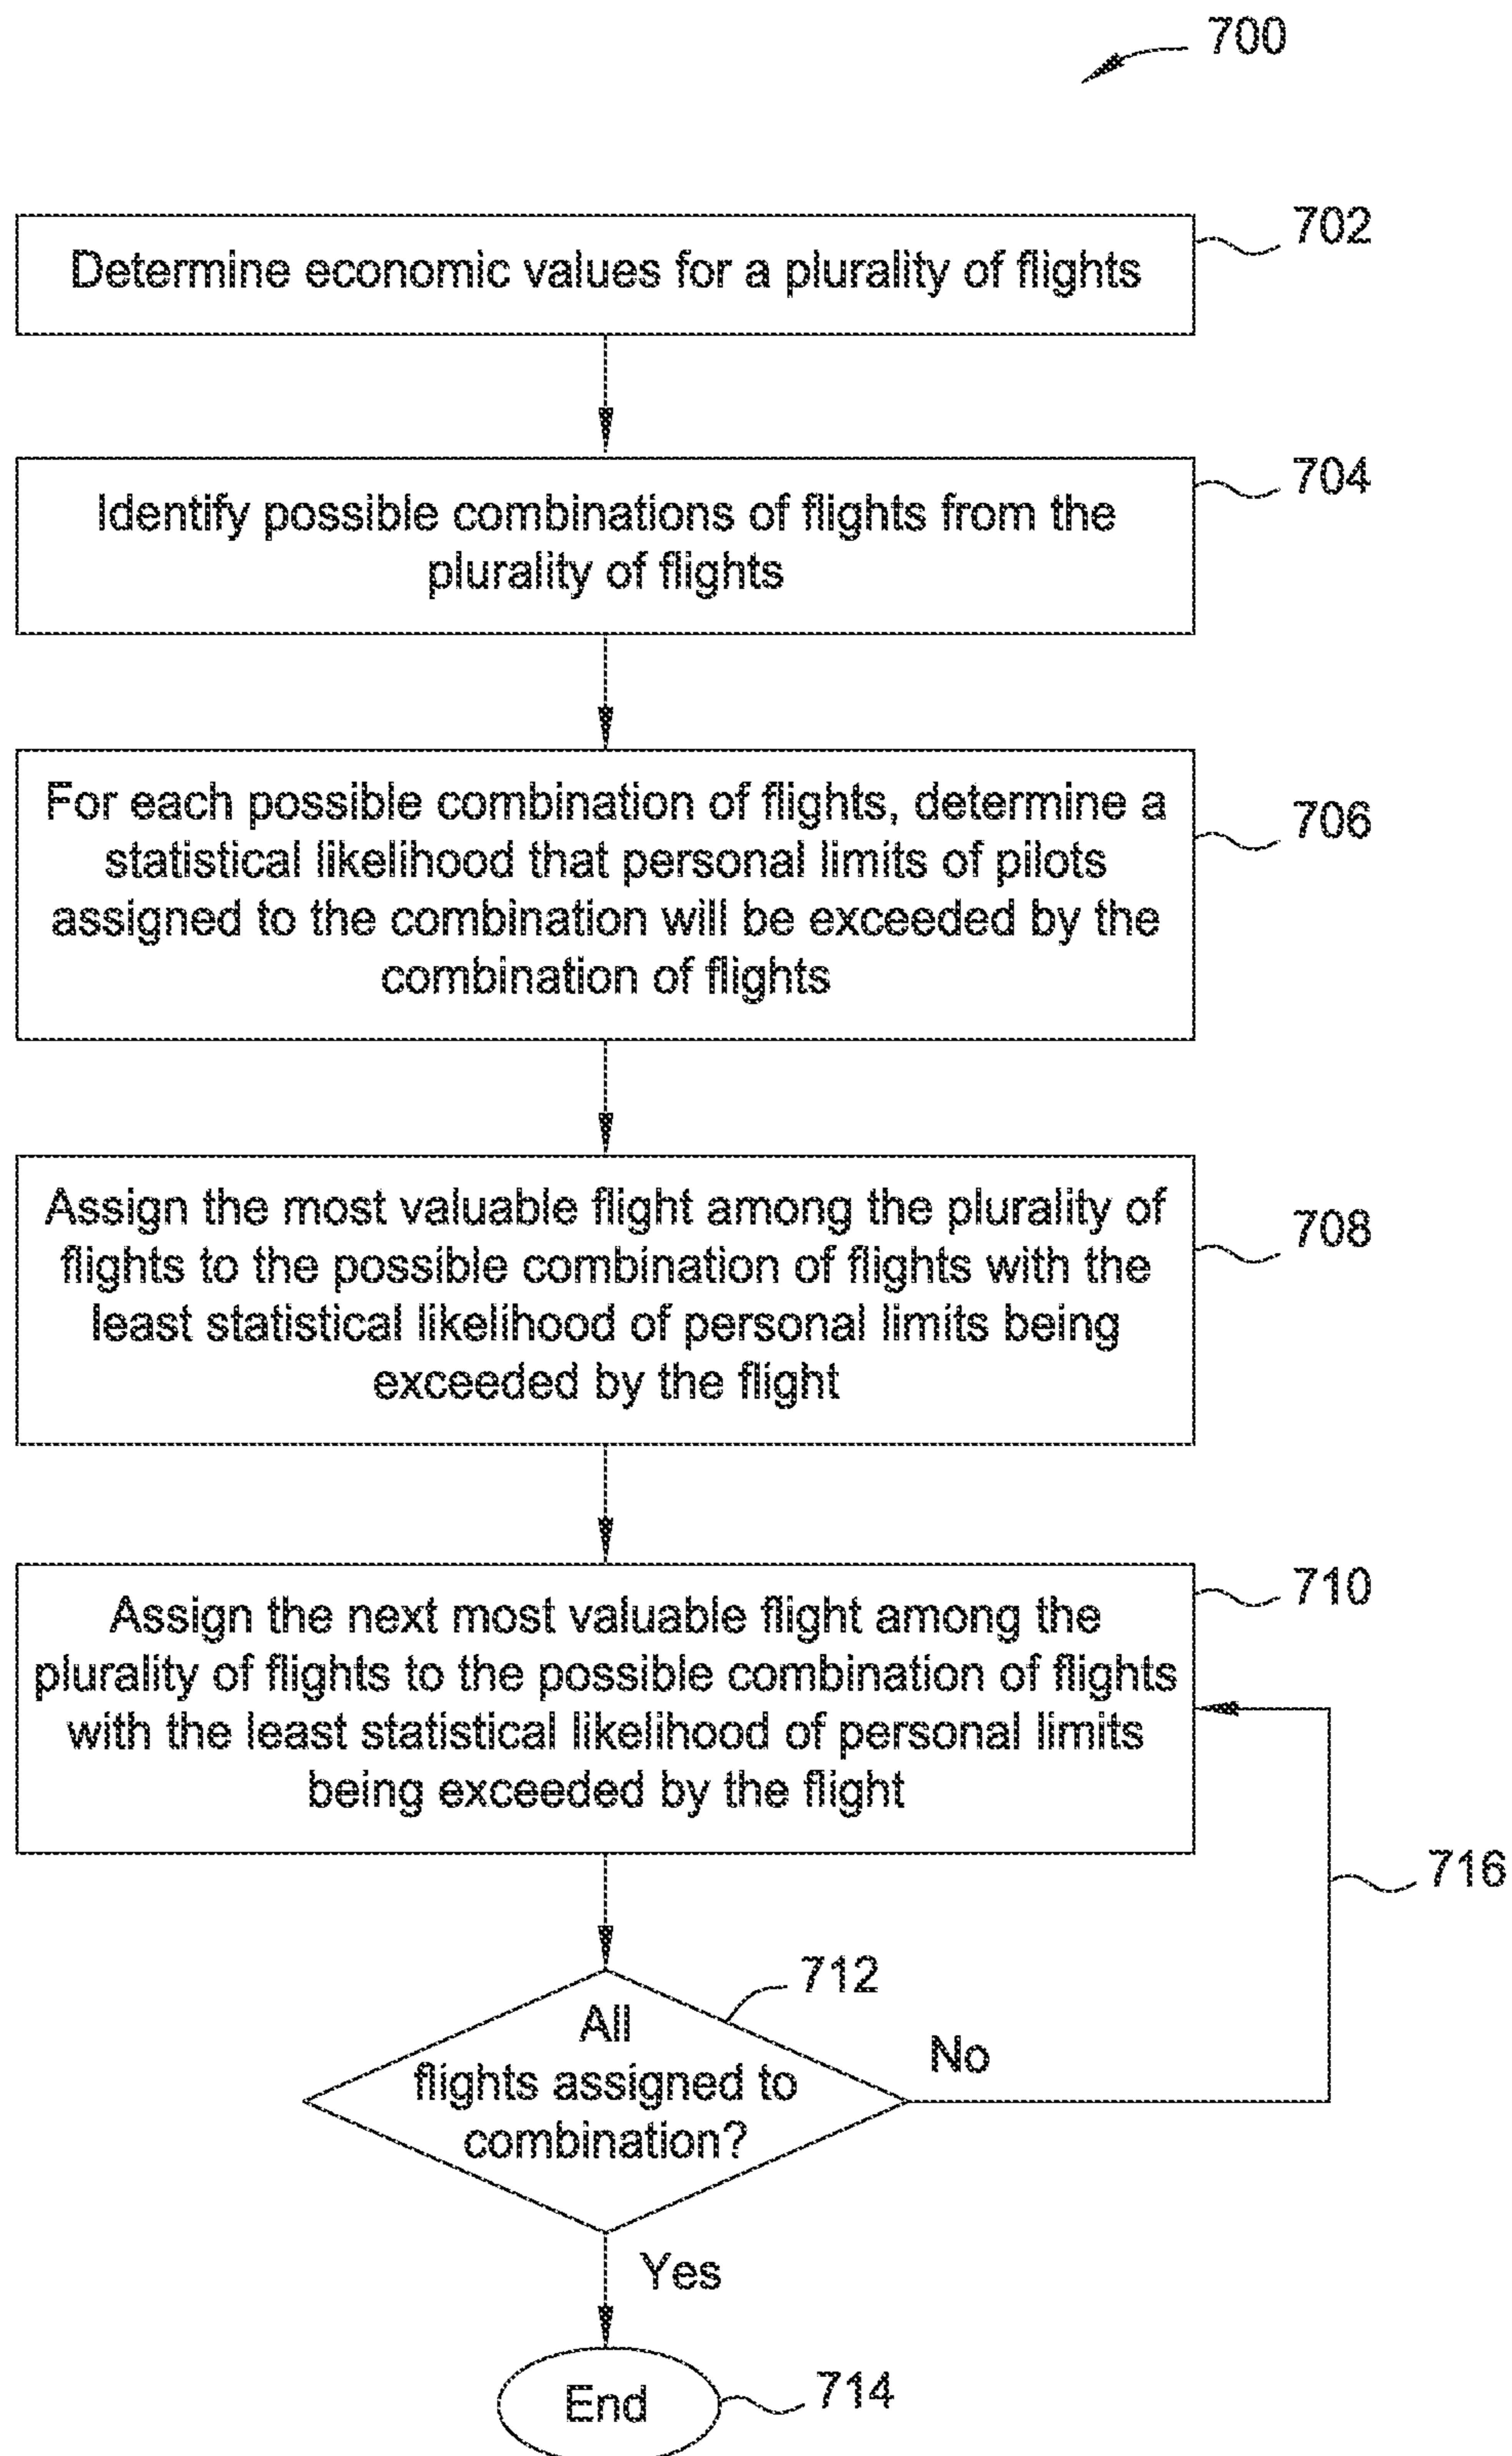 700
Determine economic values for a plurality of flights
702
Identify possible combinations of flights from the
plurality of flights
704
For each possible combination of flights, determine a
statistical likelihood that personal limits of pilots
assigned to the combination will be exceeded by the
combination of flights
706
Assign the most valuable flight among the plurality of
flights to the possible combination of flights with the
least statistical likelihood of personal limits being
exceeded by the flight
708
Assign the next most valuable flight among the
plurality of flights to the possible combination of flights
with the least statistical likelihood of personal limits
being exceeded by the flight
710
716
712
All
flights assigned to
combination?
No
Yes
End
714